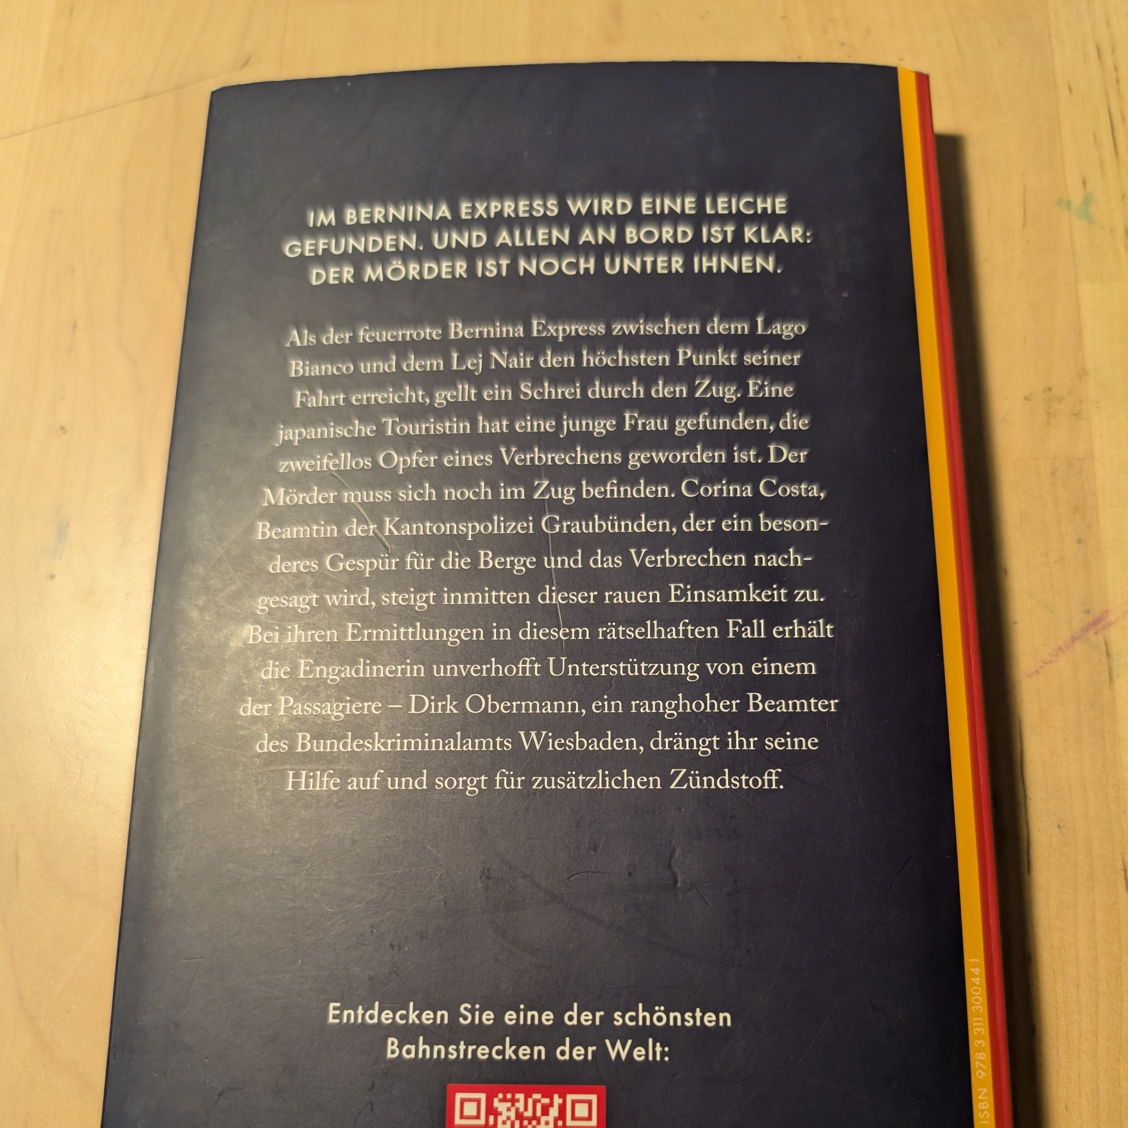 IM BERNINA EXPRESS WIRD EINE LEICHE
GEFUNDEN. UND ALLEN AN BORD IST KLAR:
DER MÖRDER IST NOCH UNTER IHNEN.
Als der feuerrote Bernina Express zwischen dem Lago
Bianco und dem Lej Nair den höchsten Punkt seiner
Fahrt erreicht, gellt ein Schrei durch den Zug. Eine
japanische Touristin hat eine junge Frau gefunden, die
zweifellos Opfer eines Verbrechens geworden ist. Der
Mörder muss sich noch im Zug befinden. Corina Costa,
Beamtin der Kantonspolizei Graubünden, der ein beson-
deres Gespür für die Berge und das Verbrechen nach-
gesagt wird, steigt inmitten dieser rauen Einsamkeit zu.
Bei ihren Ermittlungen in diesem rätselhaften Fall erhält
die Engadinerin unverhofft Unterstützung von einem
der Passagiere – Dirk Obermann, ein ranghoher Beamter
des Bundeskriminalamts Wiesbaden, drängt ihr seine
Hilfe auf und sorgt für zusätzlichen Zündstoff.
Entdecken Sie eine der schönsten
Bahnstrecken der Welt:
ISBN 978 3 311 30044 1